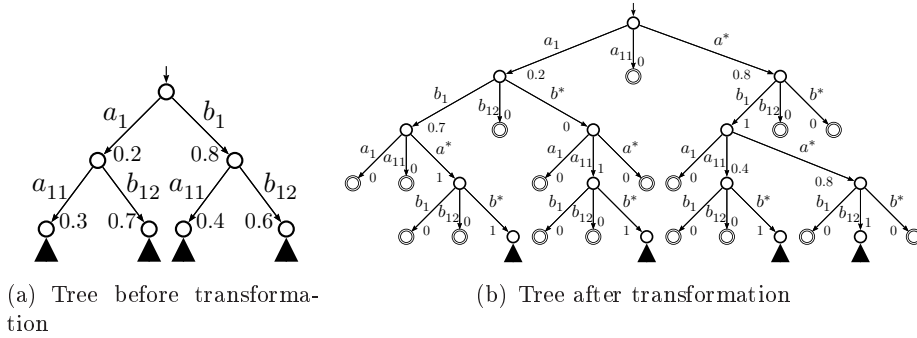 a₁ a₁₁ a*
0
0.2 0.8
a₁ b₁
b₁ b₁₂ b* b₁ b₁₂ b*
0.2 0.8
0.7 0 0 1 0 0
a₁₁ b₁₂ a₁₁ b₁₂
a₁ a₁₁ a* a₁ a₁₁ a* a₁ a₁₁ a*
0.3 0.7 0.4 0.6
0 0 1 0 1 0 0 0.4 0.8
b₁ b₁₂ b* b₁ b₁₂ b* b₁ b₁₂ b* b₁ b₁₂ b*
0 0 1 0 0 1 0 0 1 0 1 0
(a) Tree before transforma-
tion
(b) Tree after transformation